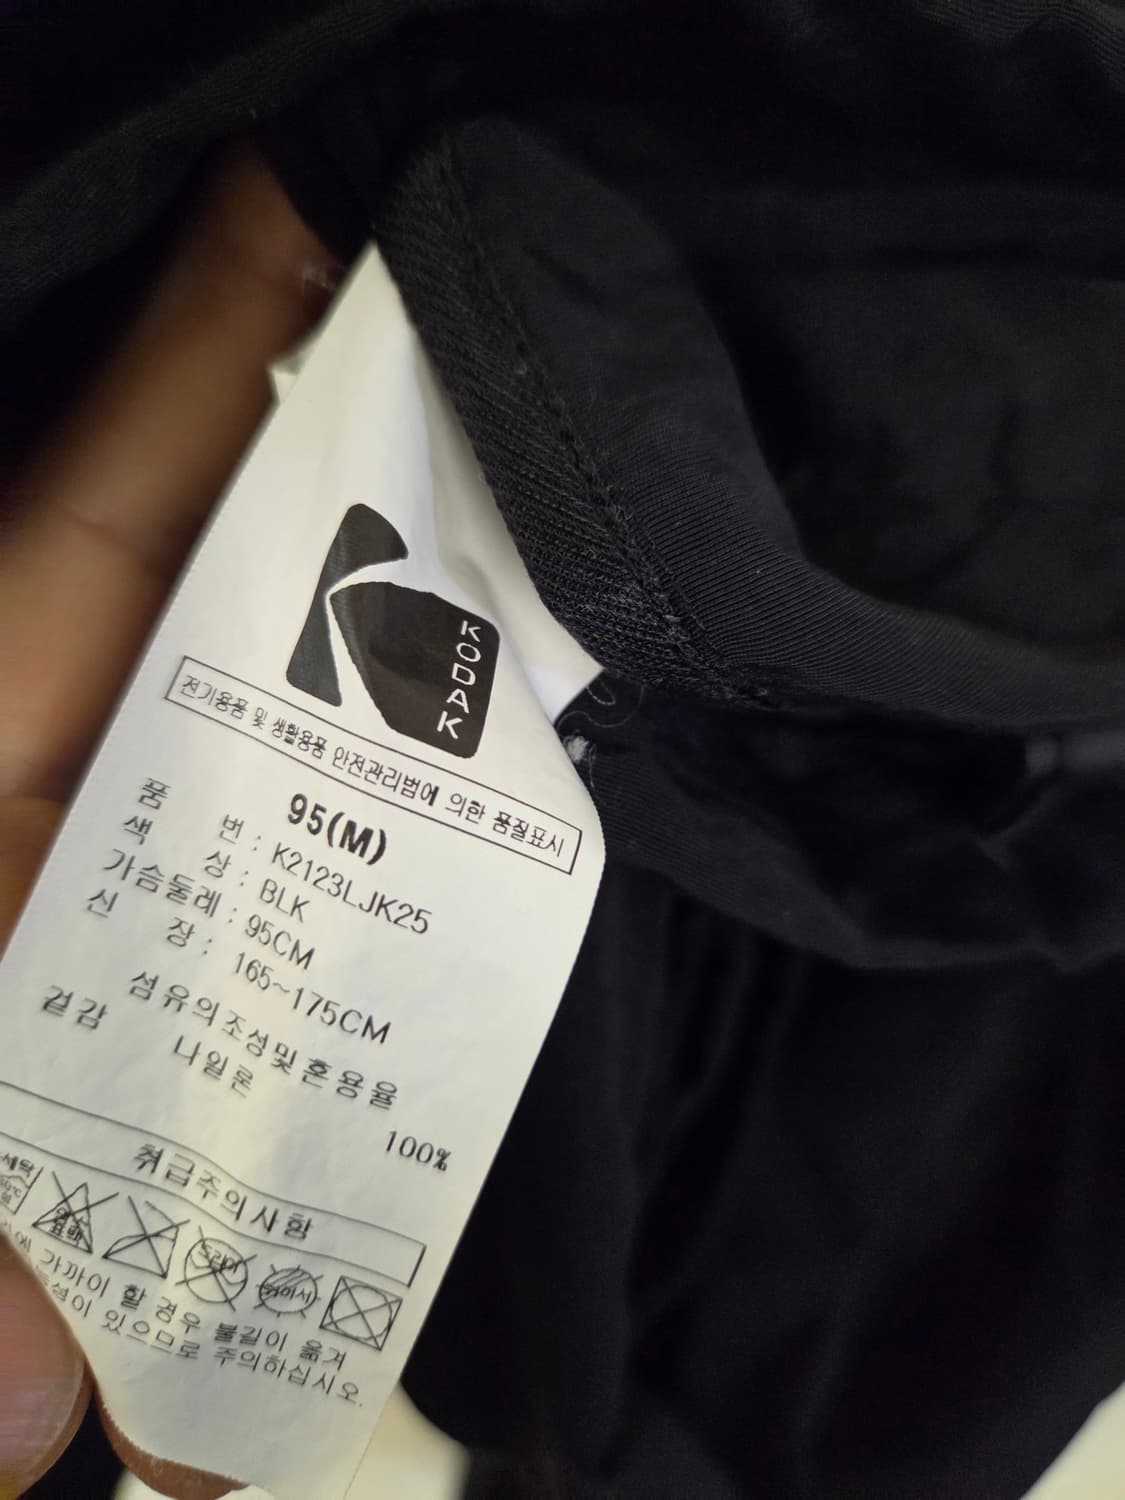 KODAK
전기용품 및 생활용품 안전관리법에 의한 품질표시
95(M)
품 번 : K2123LJK25
색 상 : BLK
가슴둘레 : 95CM
신 장 : 165~175CM
섬유의조성및혼용율
겉감 나일론 100%
취급주의사항
드라이
가까이 할 경우 불길이 옮겨
있으므로 주의하십시오.